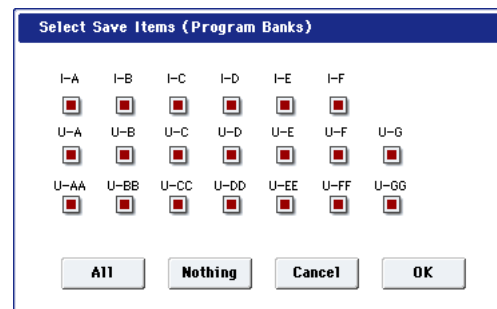 Select Save Items (Program Banks)
I-A I-B I-C I-D I-E I-F
U-A U-B U-C U-D U-E U-F U-G
U-AA U-BB U-CC U-DD U-EE U-FF U-GG
All Nothing Cancel OK